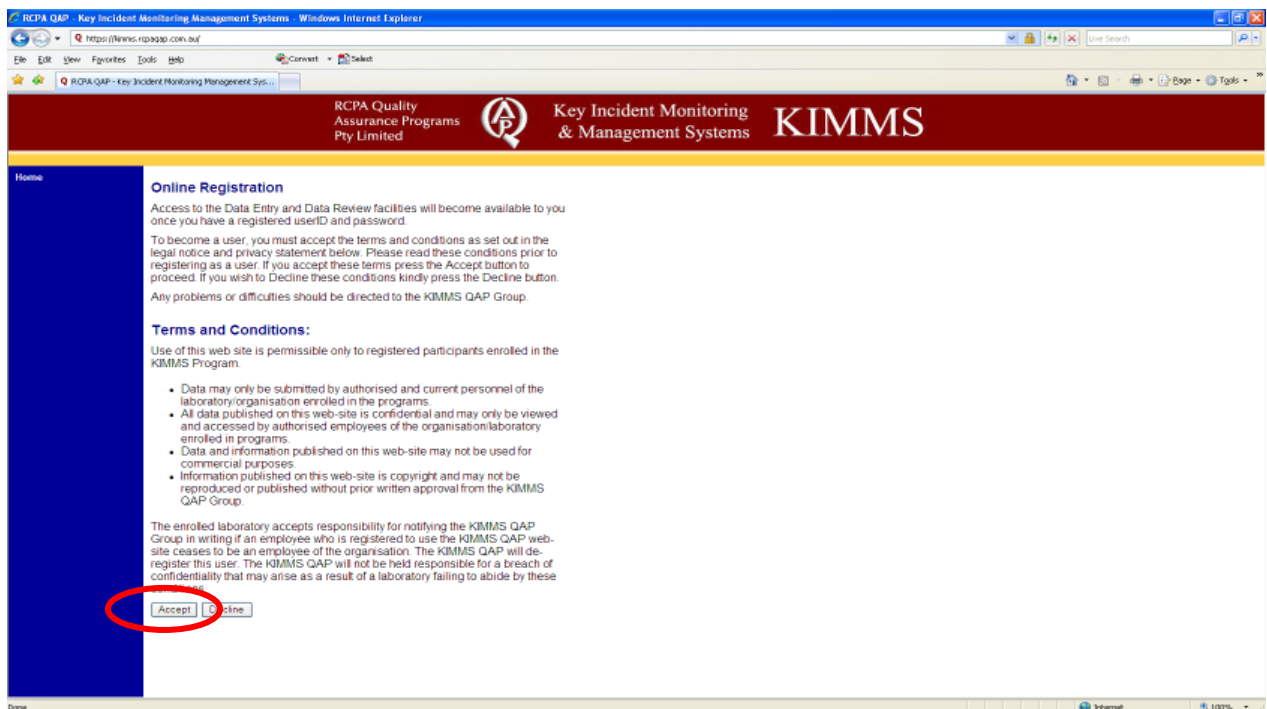 RCPA QAP - Key Incident Monitoring Management Systems - Windows Internet Explorer
Live Search
File Edit View Favorites Tools Help
Convert Select
RCPA QAP - Key Incident Monitoring Management Sys...
Page Tools
RCPA Quality
Assurance Programs
Pty Limited
Key Incident Monitoring
& Management Systems
KIMMS
Home
Online Registration
Access to the Data Entry and Data Review facilities will become available to you
once you have a registered userID and password.
To become a user, you must accept the terms and conditions as set out in the
legal notice and privacy statement below. Please read these conditions prior to
registering as a user. If you accept these terms press the Accept button to
proceed. If you wish to Decline these conditions kindly press the Decline button.
Any problems or difficulties should be directed to the KIMMS QAP Group.
Terms and Conditions:
Use of this web site is permissible only to registered participants enrolled in the
KIMMS Program.
• Data may only be submitted by authorised and current personnel of the
laboratory/organisation enrolled in the programs.
• All data published on this web-site is confidential and may only be viewed
and accessed by authorised employees of the organisation/laboratory
enrolled in programs.
• Data and information published on this web-site may not be used for
commercial purposes.
• Information published on this web-site is copyright and may not be
reproduced or published without prior written approval from the KIMMS
QAP Group.
The enrolled laboratory accepts responsibility for notifying the KIMMS QAP
Group in writing if an employee who is registered to use the KIMMS QAP web-
site ceases to be an employee of the organisation. The KIMMS QAP will de-
register this user. The KIMMS QAP will not be held responsible for a breach of
confidentiality that may arise as a result of a laboratory failing to abide by these
Accept Decline
Done
Internet
100%